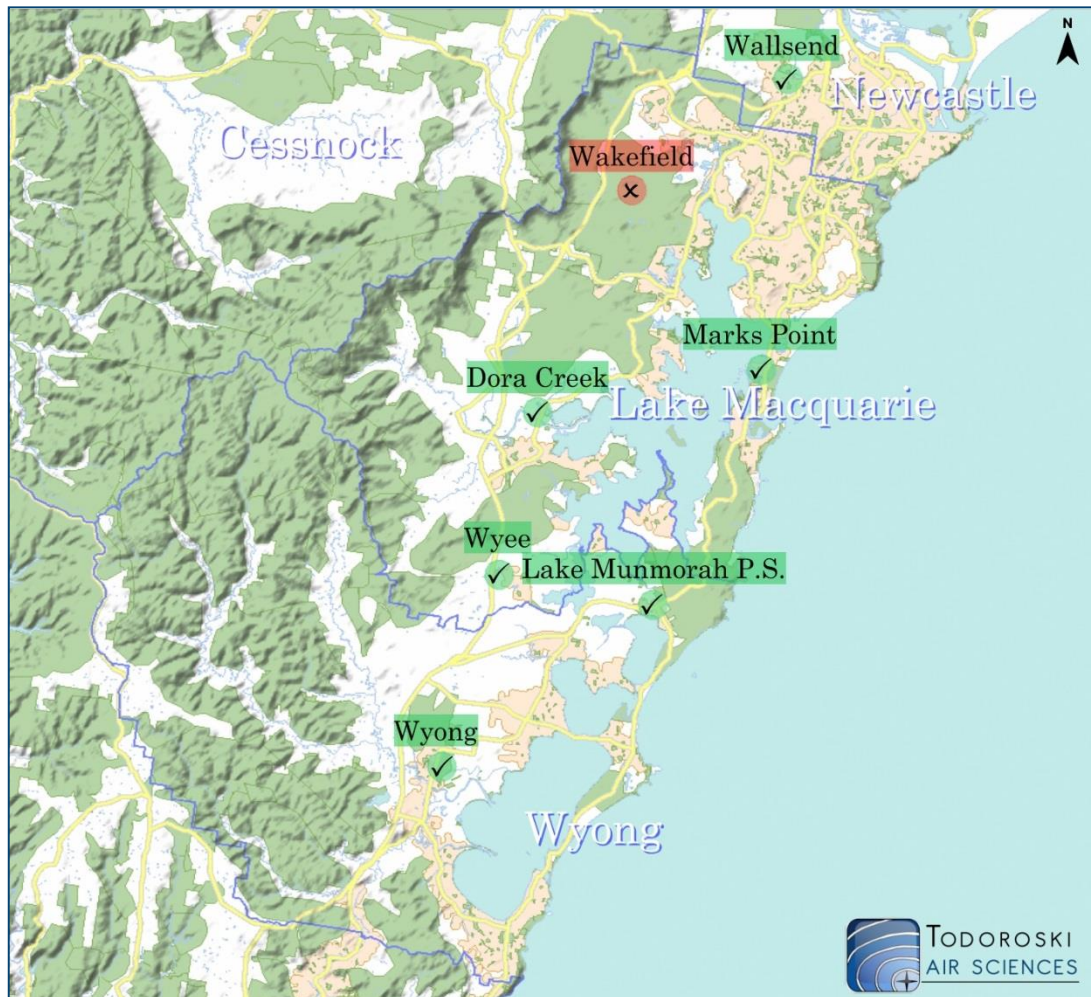 N
Wallsend
Newcastle
Cessnock
Wakefield
Marks Point
Dora Creek
Lake Macquarie
Wyee
Lake Munmorah P.S.
Wyong
Wyong
TODOROSKI
AIR SCIENCES